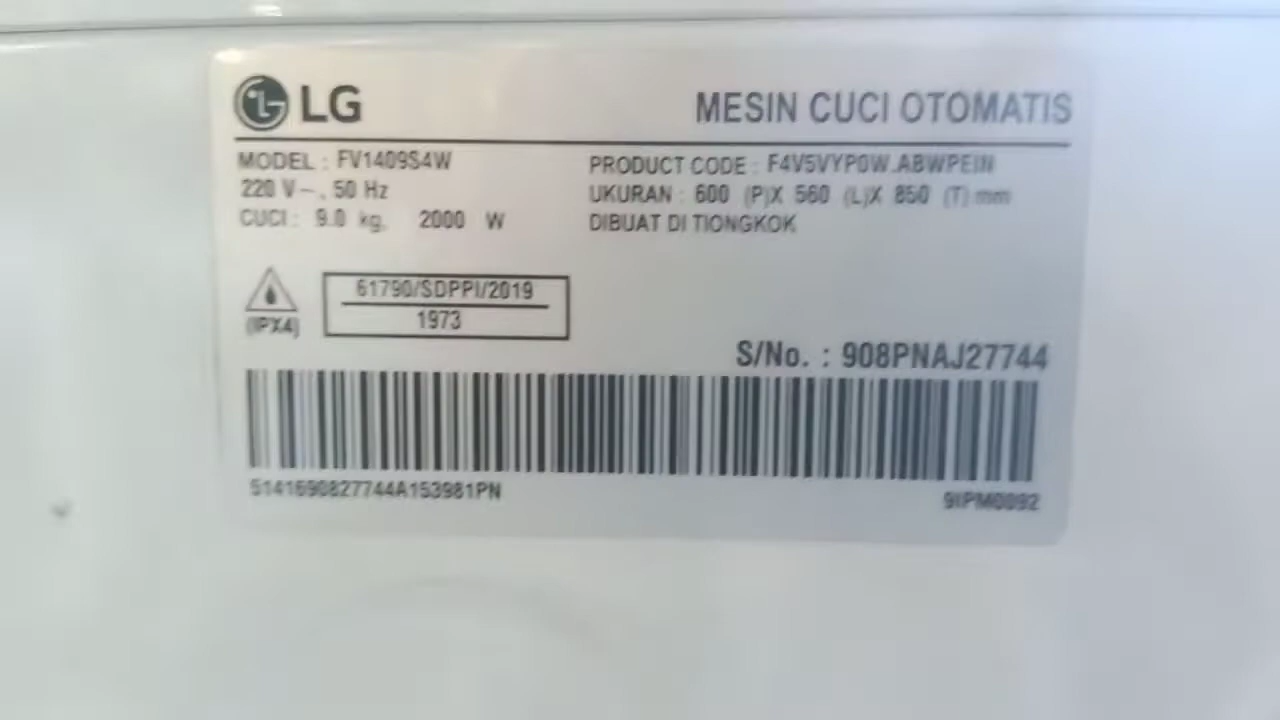 LG
MESIN CUCI OTOMATIS
MODEL : FV1409S4W
220 V~, 50 Hz
CUCI : 9.0 kg, 2000 W
PRODUCT CODE : F4V5VYP0W.ABWPEIN
UKURAN : 600 (P)X 560 (L)X 850 (T) mm
DIBUAT DI TIONGKOK
(IPX4)
61790/SDPPI/2019
1973
S/No. : 908PNAJ27744
5141690827744A153981PN
9IPM0092